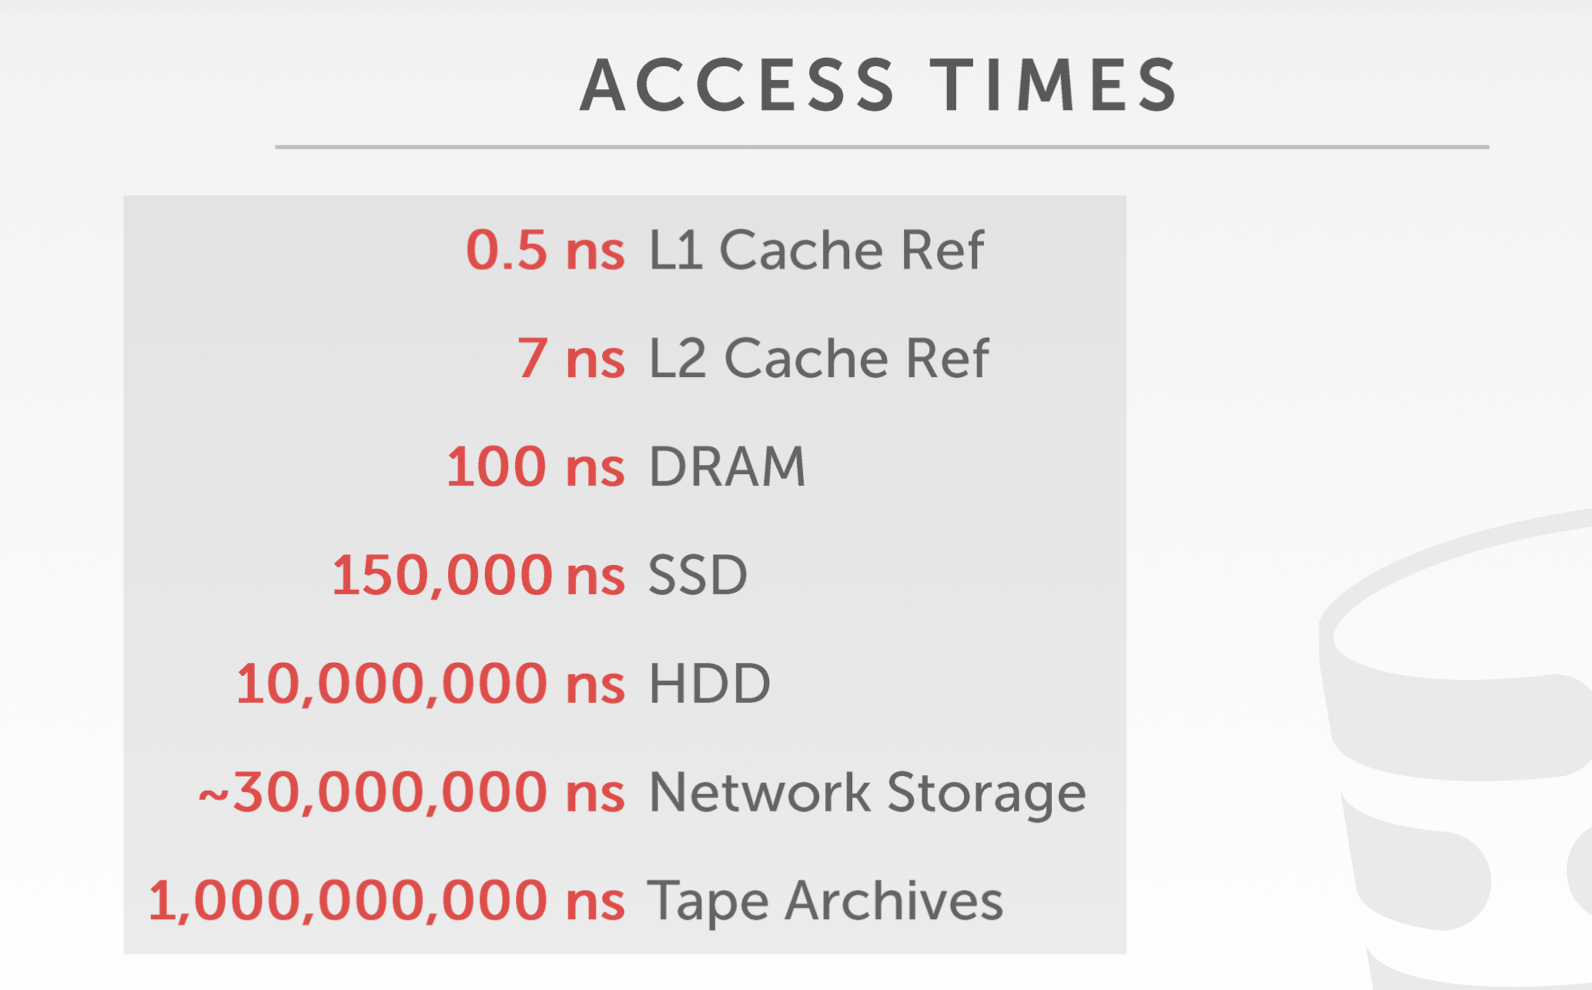 ACCESS TIMES
0.5 ns L1 Cache Ref
7 ns L2 Cache Ref
100 ns DRAM
150,000 ns SSD
10,000,000 ns HDD
~30,000,000 ns Network Storage
1,000,000,000 ns Tape Archives